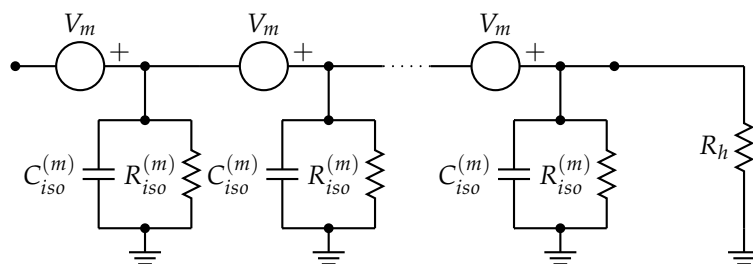 V_m + V_m + ...... V_m +
C_{iso}^{(m)} R_{iso}^{(m)} C_{iso}^{(m)} R_{iso}^{(m)} C_{iso}^{(m)} R_{iso}^{(m)} R_h